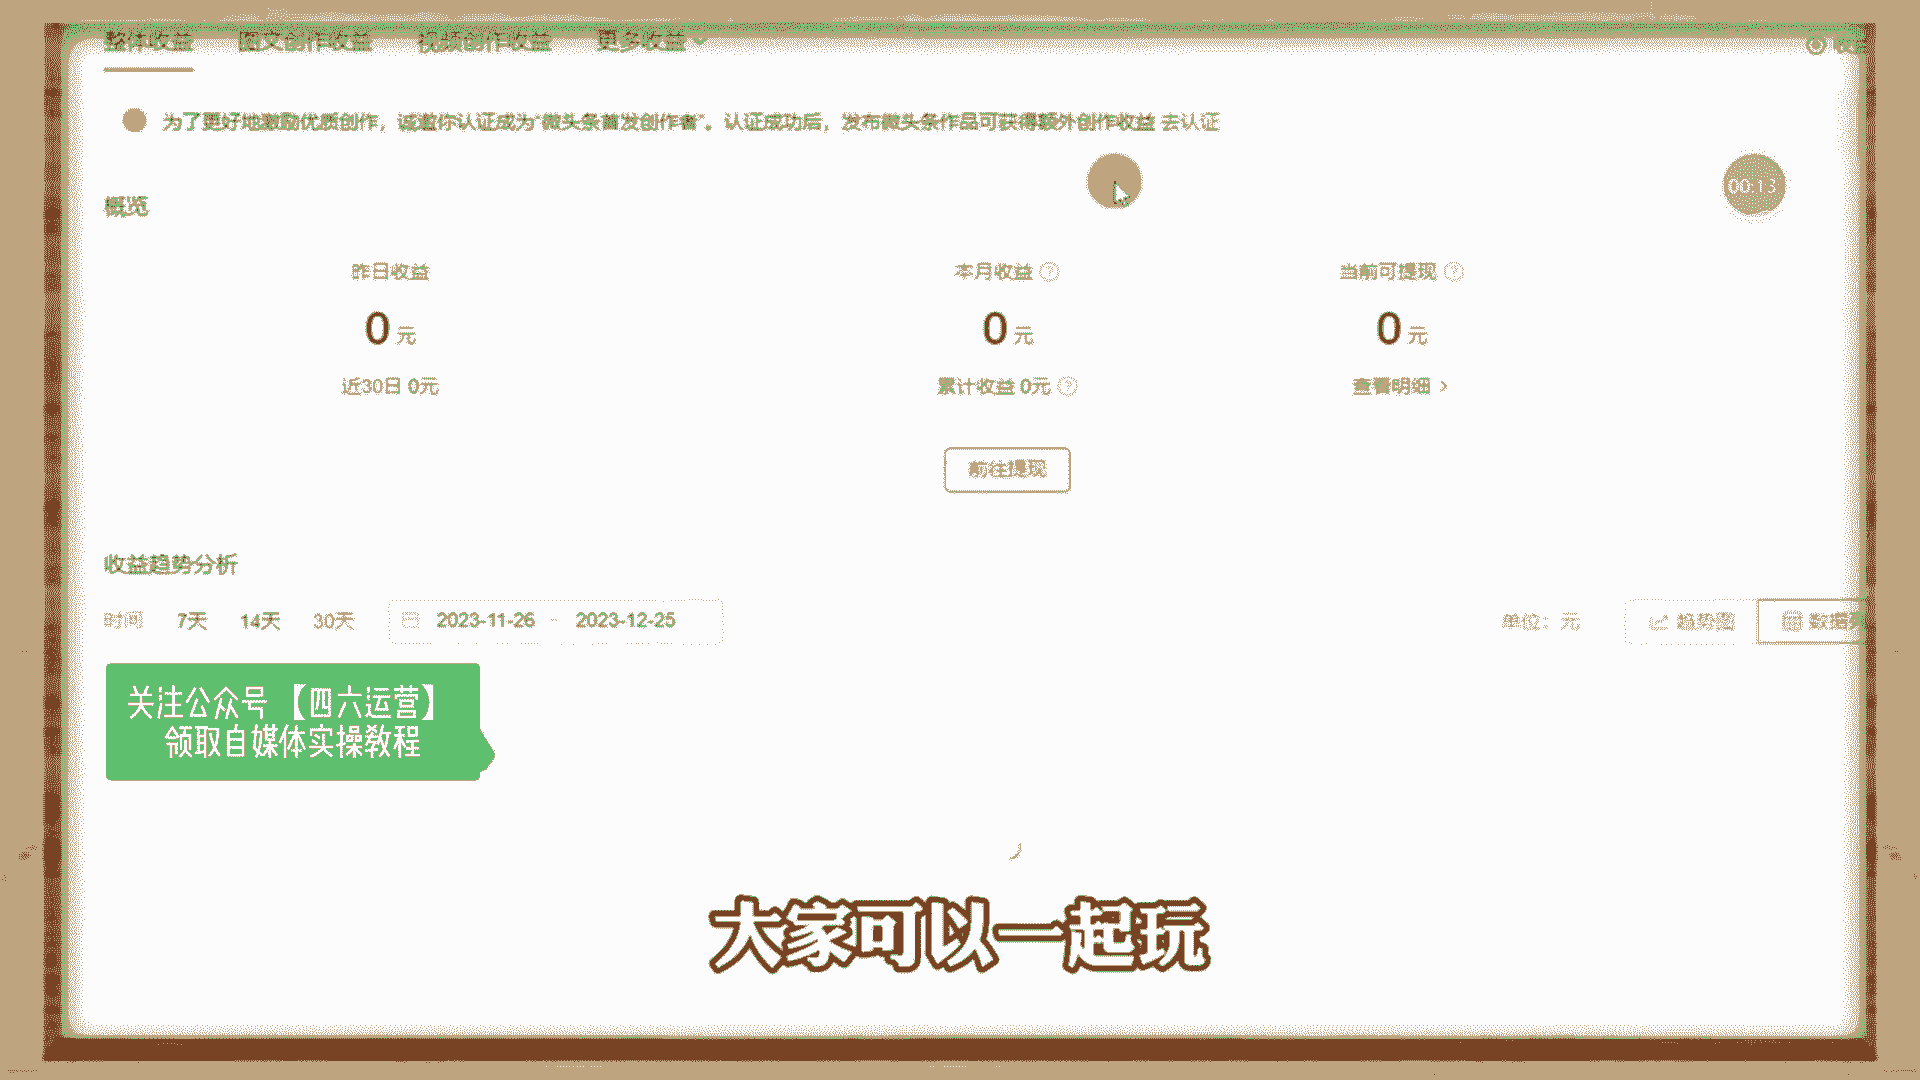 整体收益 图文创作收益 视频创作收益 更多收益
为了更好地激励优质创作，诚邀你认证成为“微头条首发创作者”。认证成功后，发布微头条作品可获得额外创作收益 去认证
00:13
概览
昨日收益 本月收益 当前可提现
0元 0元 0元
近30日 0元 累计收益 0元 查看明细 >
前往提现
收益趋势分析
时间 7天 14天 30天 2023-11-26 - 2023-12-25 单位：元 趋势图 数据
关注公众号【四六运营】
领取自媒体实操教程
大家可以一起玩